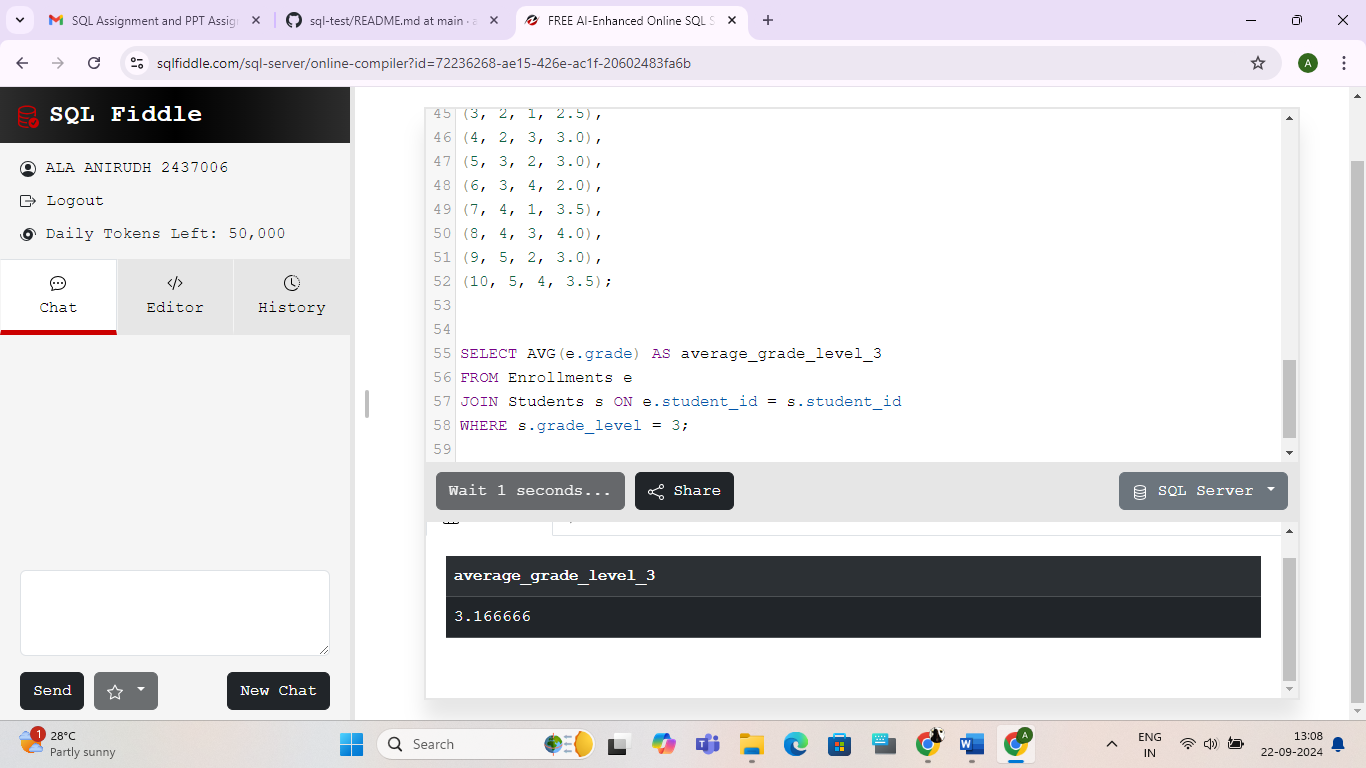 SQL Assignment and PPT Assig
sql-test/README.md at main · a
FREE AI-Enhanced Online SQL S
sqlfiddle.com/sql-server/online-compiler?id=72236268-ae15-426e-ac1f-20602483fa6b
A
SQL Fiddle
ALA ANIRUDH 2437006
Logout
Daily Tokens Left: 50,000
Chat
Editor
History
Send
New Chat
45 (3, 2, 1, 2.5),
46 (4, 2, 3, 3.0),
47 (5, 3, 2, 3.0),
48 (6, 3, 4, 2.0),
49 (7, 4, 1, 3.5),
50 (8, 4, 3, 4.0),
51 (9, 5, 2, 3.0),
52 (10, 5, 4, 3.5);
53
54
55 SELECT AVG(e.grade) AS average_grade_level_3
56 FROM Enrollments e
57 JOIN Students s ON e.student_id = s.student_id
58 WHERE s.grade_level = 3;
59
Wait 1 seconds...
Share
SQL Server
average_grade_level_3
3.166666
1
28°C
Partly sunny
Search
A
ENG
IN
13:08
22-09-2024